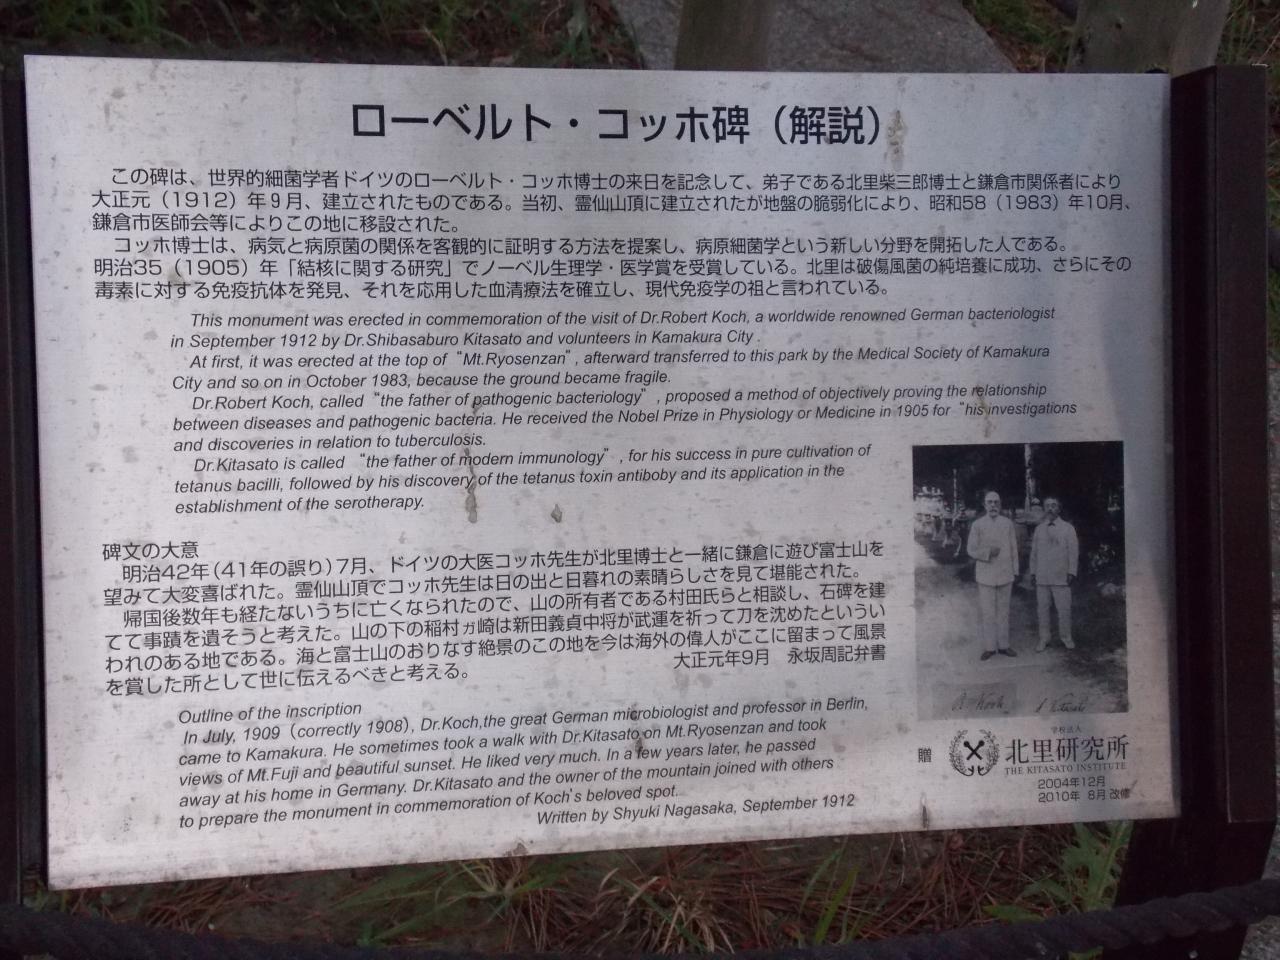 ローベルト・コッホ碑（解説）
この碑は、世界的細菌学者ドイツのローベルト・コッホ博士の来日を記念して、弟子である北里柴三郎博士と鎌倉市関係者により
大正元（1912）年９月、建立されたものである。当初、霊仙山頂に建立されたが地盤の脆弱化により、昭和58（1983）年10月、
鎌倉市医師会等によりこの地に移設された。
コッホ博士は、病気と病原菌の関係を客観的に証明する方法を提案し、病原細菌学という新しい分野を開拓した人である。
明治35（1905）年「結核に関する研究」でノーベル生理学・医学賞を受賞している。北里は破傷風菌の純培養に成功、さらにその
毒素に対する免疫抗体を発見、それを応用した血清療法を確立し、現代免疫学の祖と言われている。
This monument was erected in commemoration of the visit of Dr.Robert Koch, a worldwide renowned German bacteriologist
in September 1912 by Dr.Shibasaburo Kitasato and volunteers in Kamakura City .
At first, it was erected at the top of “Mt.Ryosenzan”, afterward transferred to this park by the Medical Society of Kamakura
City and so on in October 1983, because the ground became fragile.
Dr.Robert Koch, called “the father of pathogenic bacteriology” , proposed a method of objectively proving the relationship
between diseases and pathogenic bacteria. He received the Nobel Prize in Physiology or Medicine in 1905 for “his investigations
and discoveries in relation to tuberculosis.
Dr.Kitasato is called “the father of modern immunology” , for his success in pure cultivation of
tetanus bacilli, followed by his discovery of the tetanus toxin antiboby and its application in the
establishment of the serotherapy.
碑文の大意
明治42年（41年の誤り）7月、ドイツの大医コッホ先生が北里博士と一緒に鎌倉に遊び富士山を
望みて大変喜ばれた。霊仙山頂でコッホ先生は日の出と日暮れの素晴らしさを見て堪能された。
帰国後数年も経たないうちに亡くなられたので、山の所有者である村田氏らと相談し、石碑を建
てて事蹟を遺そうと考えた。山の下の稲村ヶ崎は新田義貞中将が武運を祈って刀を沈めたといい
われのある地である。海と富士山のおりなす絶景のこの地を今は海外の偉人がここに留まって風景
を賞した所として世に伝えるべきと考える。
大正元年9月　永坂周記弁書
Outline of the inscription
In July, 1909（correctly 1908）, Dr.Koch,the great German microbiologist and professor in Berlin,
came to Kamakura. He sometimes took a walk with Dr.Kitasato on Mt.Ryosenzan and took
views of Mt.Fuji and beautiful sunset. He liked very much. In a few years later, he passed
away at his home in Germany. Dr.Kitasato and the owner of the mountain joined with others
to prepare the monument in commemoration of Koch's beloved spot.
Written by Shyuki Nagasaka, September 1912
贈
学校法人
北里研究所
THE KITASATO INSTITUTE
2004年12月
2010年 8月 改修